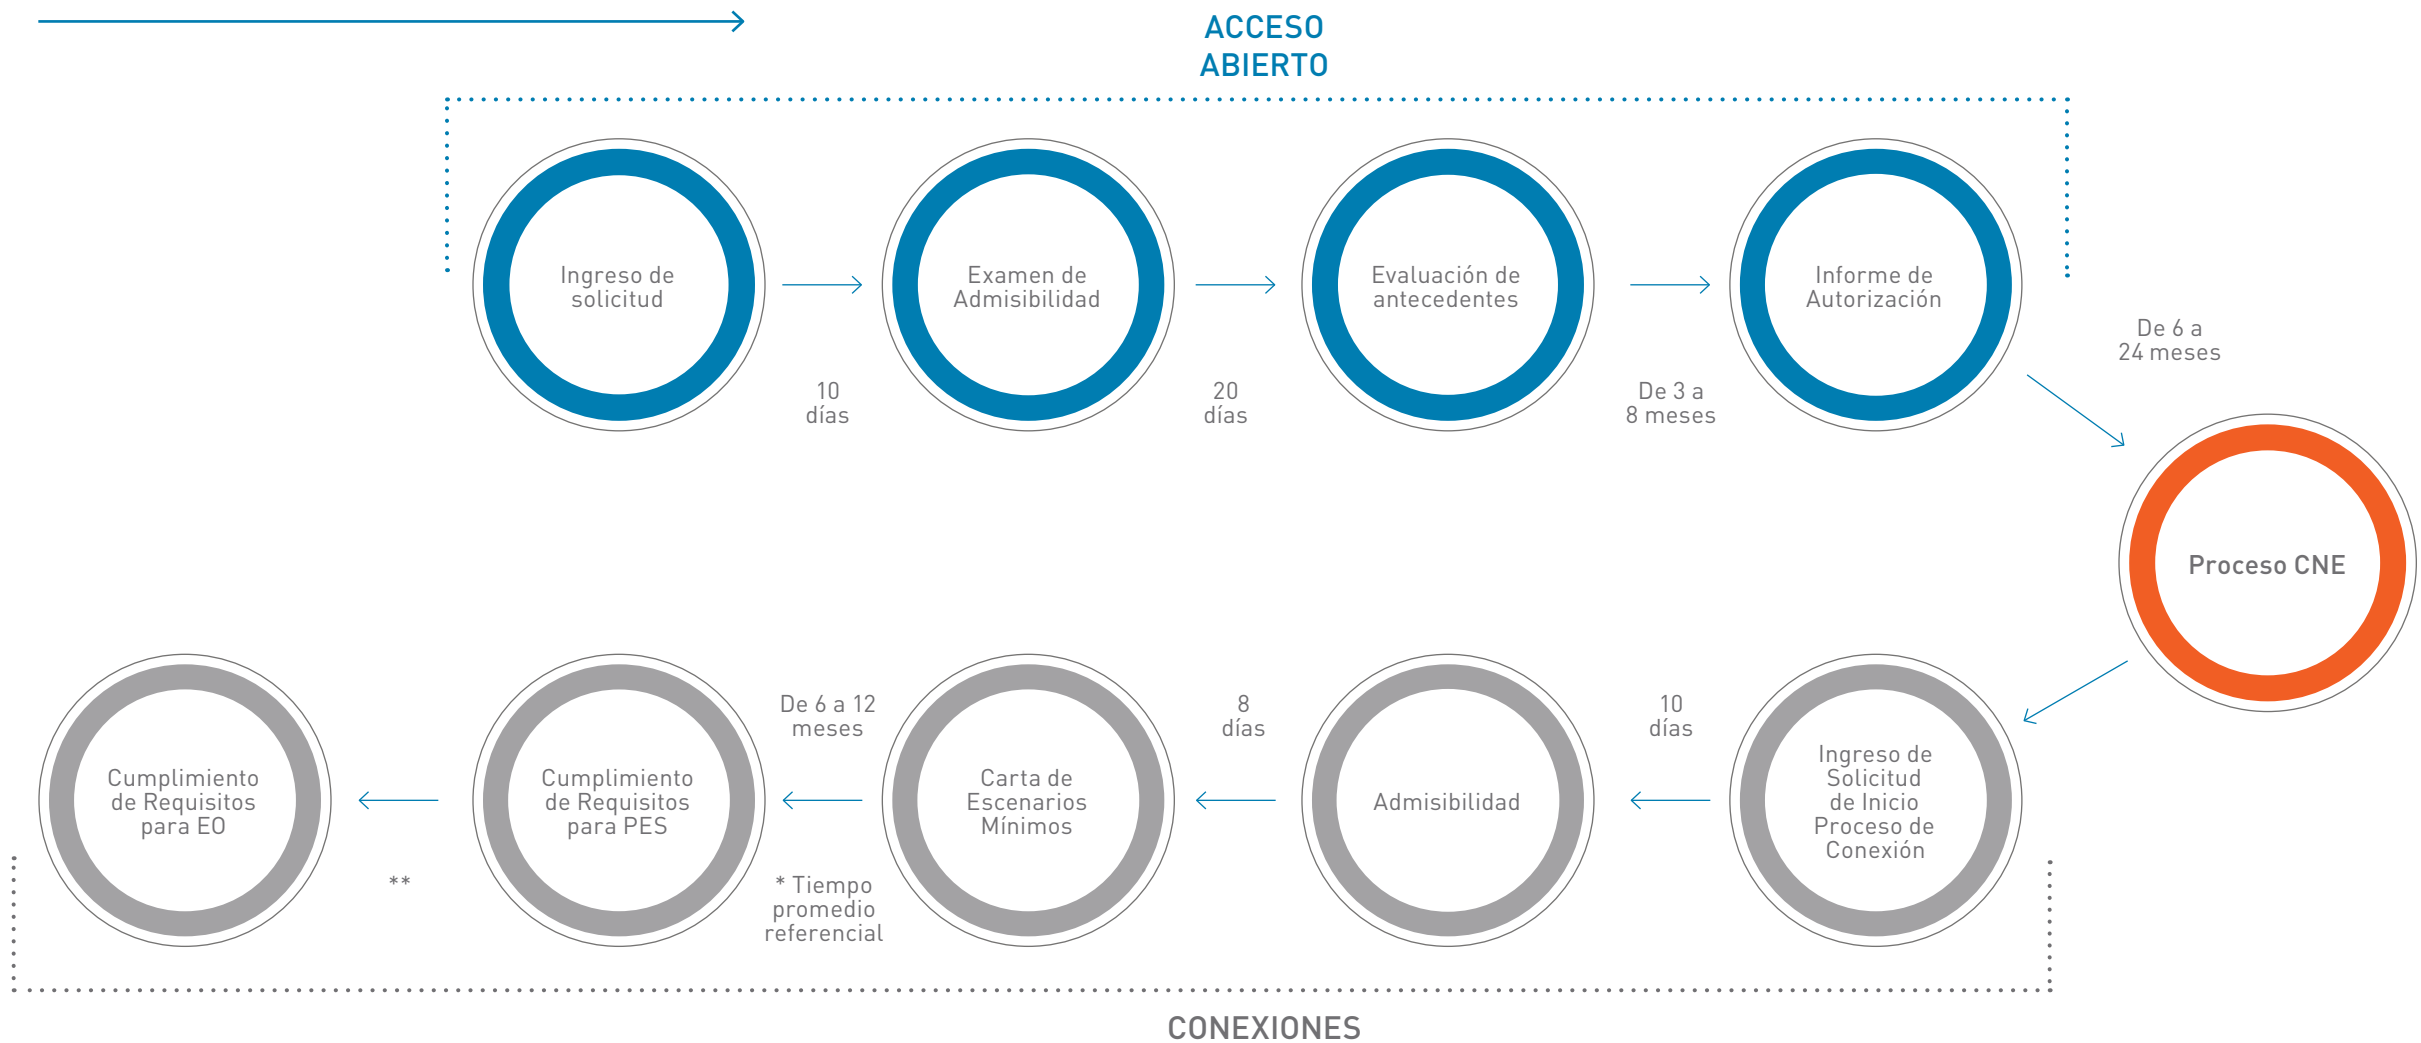 ACCESO
ABIERTO
Ingreso de
solicitud
10
días
Examen de
Admisibilidad
20
días
Evaluación de
antecedentes
De 3 a
8 meses
Informe de
Autorización
De 6 a
24 meses
Proceso CNE
Ingreso de
Solicitud
de Inicio
Proceso de
Conexión
10
días
Admisibilidad
8
días
Carta de
Escenarios
Mínimos
De 6 a 12
meses
* Tiempo
promedio
referencial
Cumplimiento
de Requisitos
para PES
**
Cumplimiento
de Requisitos
para EO
CONEXIONES